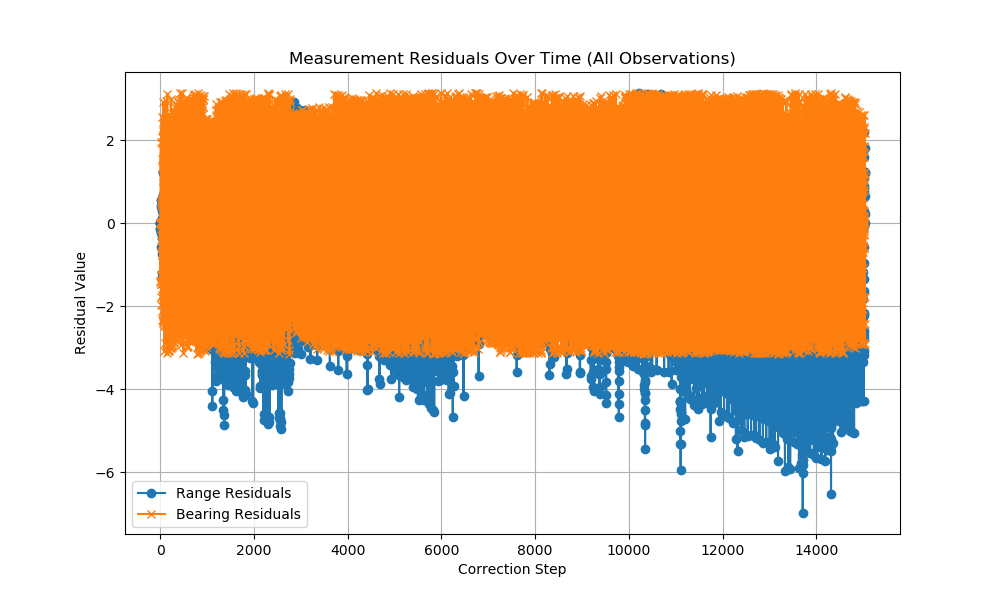 Measurement Residuals Over Time (All Observations)
Residual Value
2
0
−2
−4
−6
Range Residuals
Bearing Residuals
0
2000
4000
6000
8000
10000
12000
14000
Correction Step